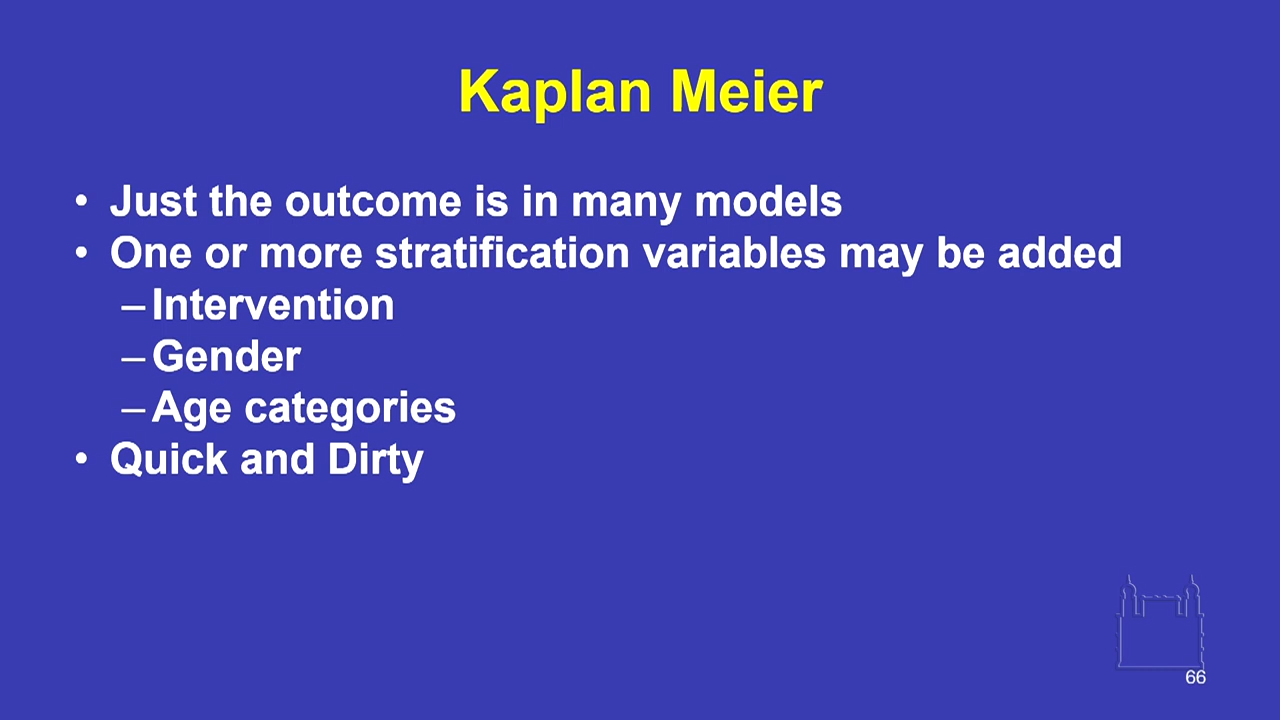 Kaplan Meier
• Just the outcome is in many models
• One or more stratification variables may be added
– Intervention
– Gender
– Age categories
• Quick and Dirty
66